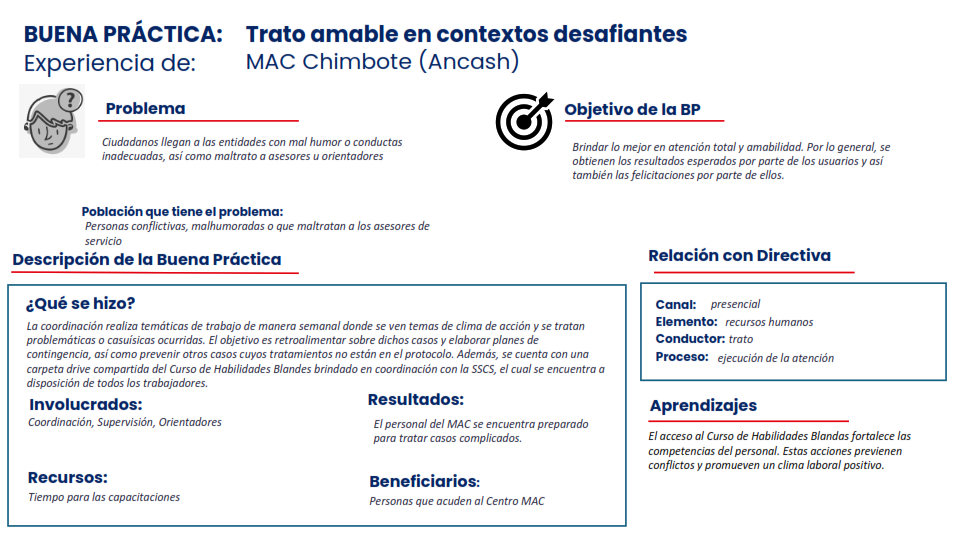 BUENA PRÁCTICA: Trato amable en contextos desafiantes
Experiencia de: MAC Chimbote (Ancash)
?
Problema
Ciudadanos llegan a las entidades con mal humor o conductas
inadecuadas, así como maltrato a asesores u orientadores
Objetivo de la BP
Brindar lo mejor en atención total y amabilidad. Por lo general, se
obtienen los resultados esperados por parte de los usuarios y así
también las felicitaciones por parte de ellos.
Población que tiene el problema:
Personas conflictivas, malhumoradas o que maltratan a los asesores de
servicio
Descripción de la Buena Práctica
¿Qué se hizo?
La coordinación realiza temáticas de trabajo de manera semanal donde se ven temas de clima de acción y se tratan
problemáticas o casuísicas ocurridas. El objetivo es retroalimentar sobre dichos casos y elaborar planes de
contingencia, así como prevenir otros casos cuyos tratamientos no están en el protocolo. Además, se cuenta con una
carpeta drive compartida del Curso de Habilidades Blandes brindado en coordinación con la SSCS, el cual se encuentra a
disposición de todos los trabajadores.
Involucrados:
Coordinación, Supervisión, Orientadores
Resultados:
El personal del MAC se encuentra preparado
para tratar casos complicados.
Recursos:
Tiempo para las capacitaciones
Beneficiarios:
Personas que acuden al Centro MAC
Relación con Directiva
Canal: presencial
Elemento: recursos humanos
Conductor: trato
Proceso: ejecución de la atención
Aprendizajes
El acceso al Curso de Habilidades Blandas fortalece las
competencias del personal. Estas acciones previenen
conflictos y promueven un clima laboral positivo.